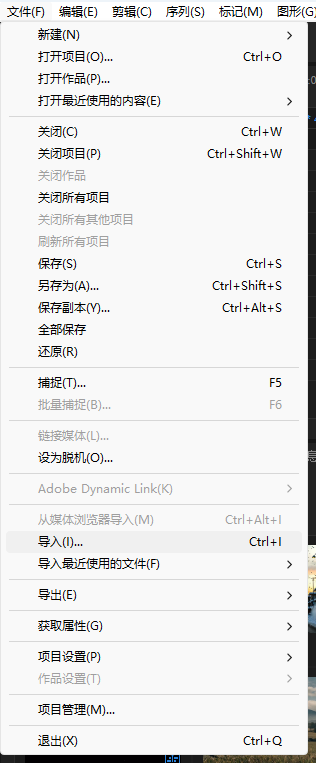 文件(F) 编辑(E) 剪辑(C) 序列(S) 标记(M) 图形(G)
新建(N)
打开项目(O)... Ctrl+O
打开作品(P)...
打开最近使用的内容(E)
关闭(C) Ctrl+W
关闭项目(P) Ctrl+Shift+W
关闭作品
关闭所有项目
关闭所有其他项目
刷新所有项目
保存(S) Ctrl+S
另存为(A)... Ctrl+Shift+S
保存副本(Y)... Ctrl+Alt+S
全部保存
还原(R)
捕捉(T)... F5
批量捕捉(B)... F6
链接媒体(L)...
设为脱机(O)...
Adobe Dynamic Link(K)
从媒体浏览器导入(M) Ctrl+Alt+I
导入(I)... Ctrl+I
导入最近使用的文件(F)
导出(E)
获取属性(G)
项目设置(P)
作品设置(T)
项目管理(M)...
退出(X) Ctrl+Q